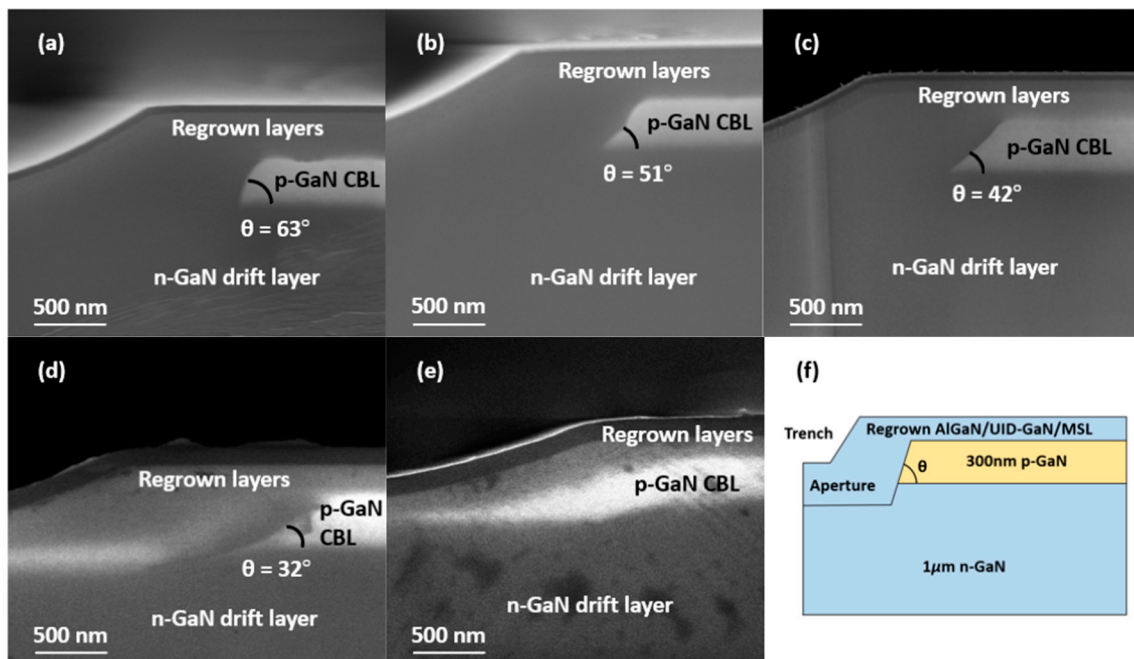 (a)
Regrown layers
p-GaN CBL
θ = 63°
n-GaN drift layer
500 nm
(b)
Regrown layers
p-GaN CBL
θ = 51°
n-GaN drift layer
500 nm
(c)
Regrown layers
p-GaN CBL
θ = 42°
n-GaN drift layer
500 nm
(d)
Regrown layers
p-GaN
CBL
θ = 32°
n-GaN drift layer
500 nm
(e)
Regrown layers
p-GaN CBL
n-GaN drift layer
500 nm
(f)
Trench
Regrown AlGaN/UID-GaN/MSL
300nm p-GaN
θ
Aperture
1μm n-GaN